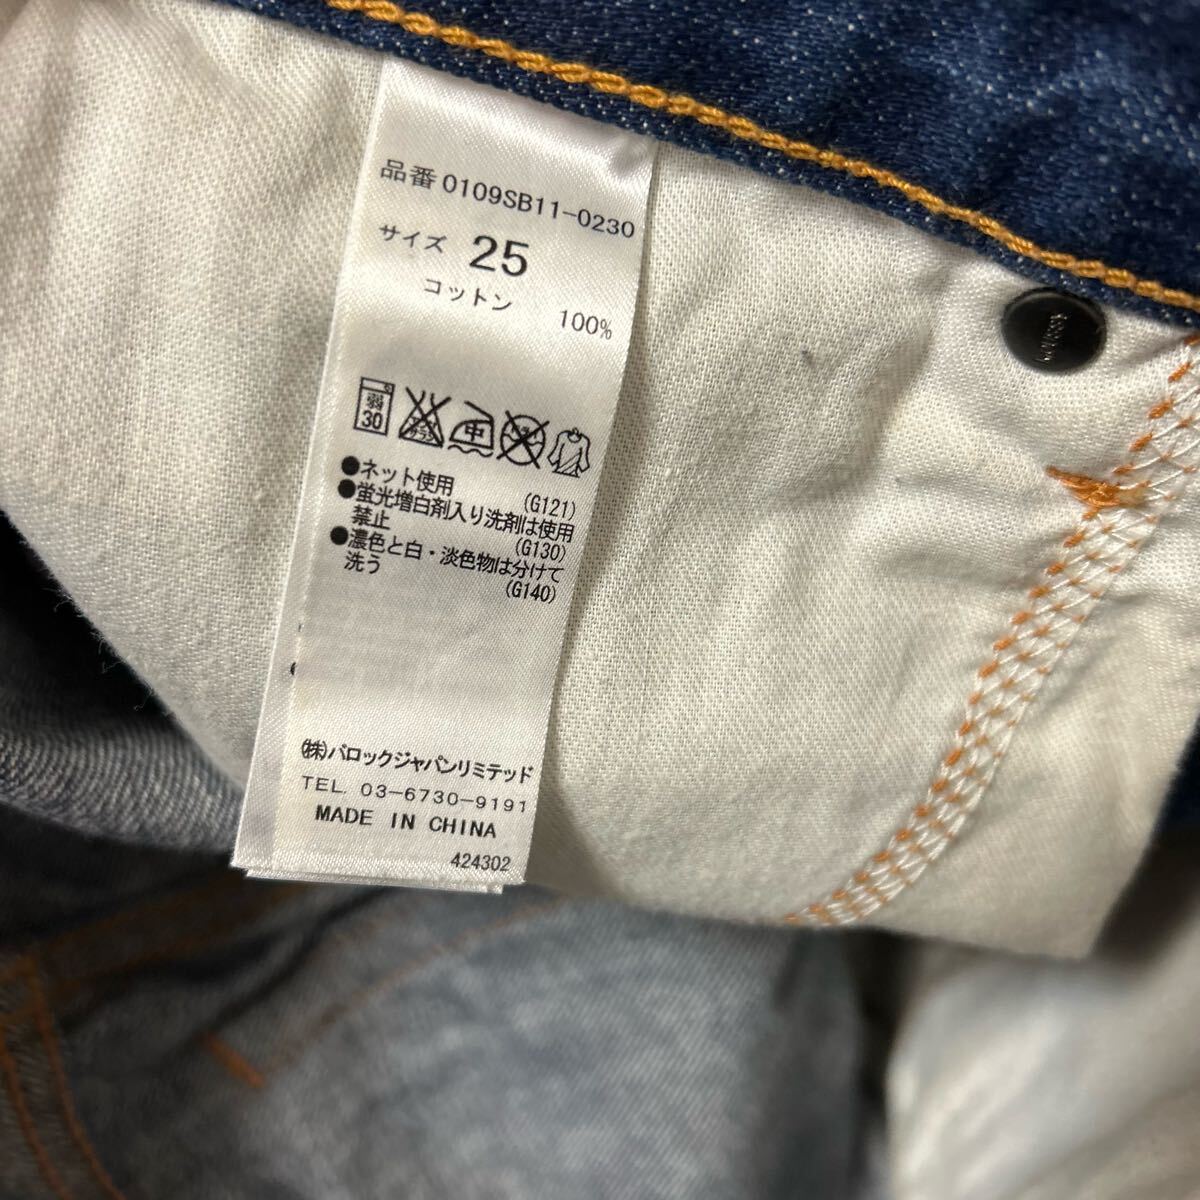 品番 0109SB11-0230
サイズ 25
コットン 100%
弱
30
中
●ネット使用 (G121)
●蛍光増白剤入り洗剤は使用
禁止 (G130)
●濃色と白・淡色物は分けて
洗う (G140)
㈱バロックジャパンリミテッド
TEL. 03-6730-9191
MADE IN CHINA
424302